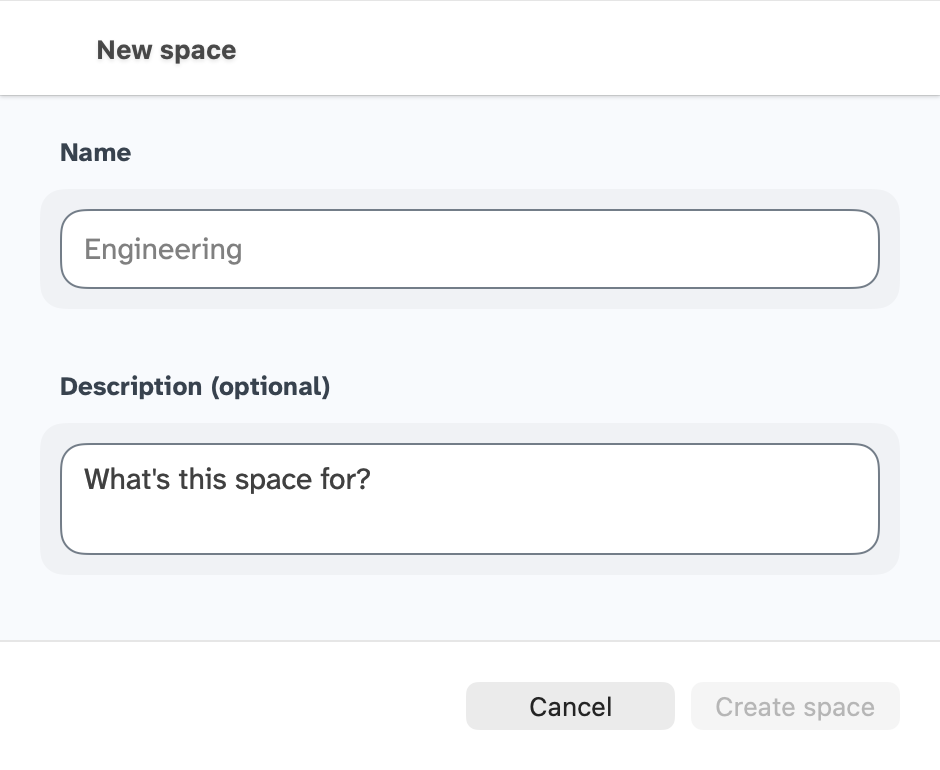 New space
Name
Engineering
Description (optional)
What's this space for?
Cancel
Create space